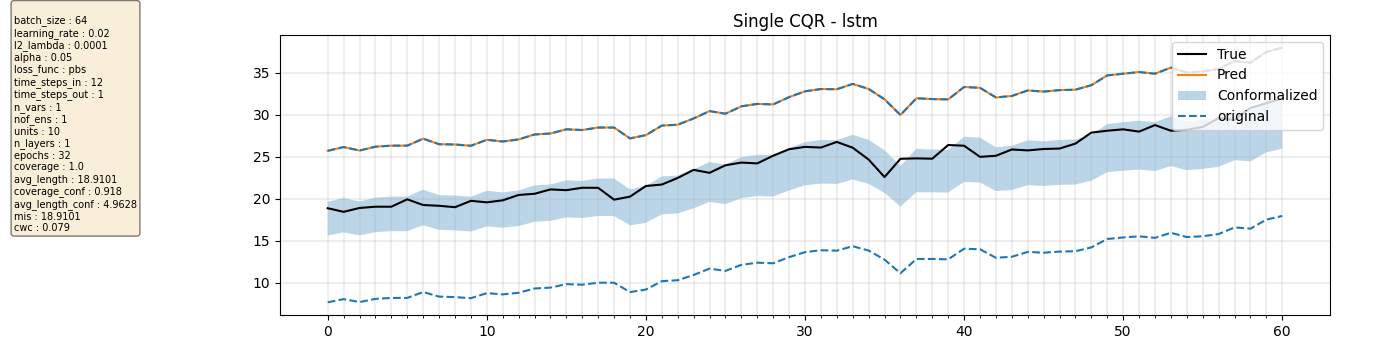 batch_size : 64
learning_rate : 0.02
l2_lambda : 0.0001
alpha : 0.05
loss_func : pbs
time_steps_in : 12
time_steps_out : 1
n_vars : 1
nof_ens : 1
units : 10
n_layers : 1
epochs : 32
coverage : 1.0
avg_length : 18.9101
coverage_conf : 0.918
avg_length_conf : 4.9628
mis : 18.9101
cwc : 0.079
Single CQR - lstm
True
Pred
Conformalized
original
35
30
25
20
15
10
0 10 20 30 40 50 60